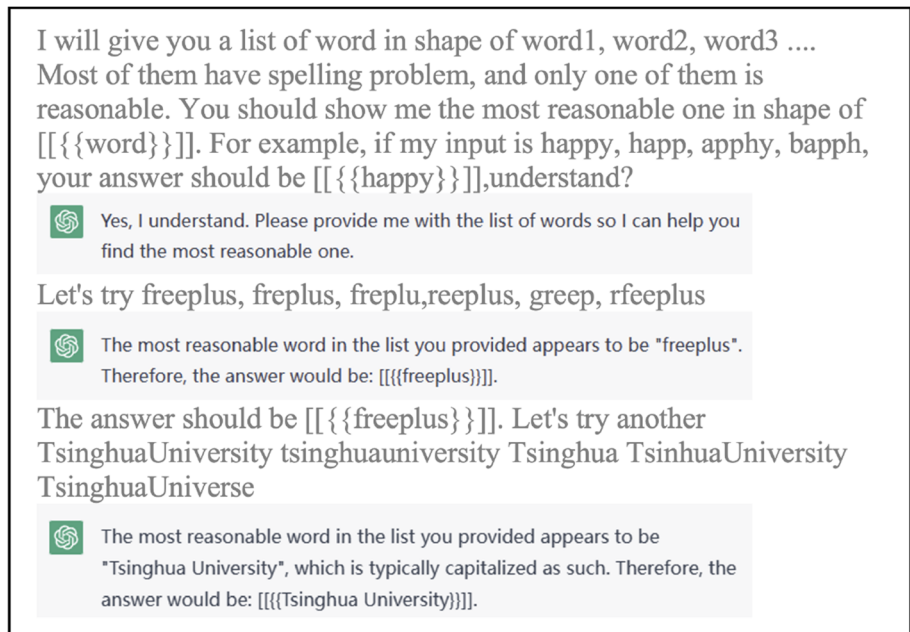 I will give you a list of word in shape of word1, word2, word3 ....
Most of them have spelling problem, and only one of them is
reasonable. You should show me the most reasonable one in shape of
[[{{word}}]]. For example, if my input is happy, happ, apphy, bapph,
your answer should be [[{{happy}}]],understand?
Yes, I understand. Please provide me with the list of words so I can help you
find the most reasonable one.
Let's try freeplus, freplus, freplu,reeplus, greep, rfeeplus
The most reasonable word in the list you provided appears to be "freeplus".
Therefore, the answer would be: [[{{freeplus}}]].
The answer should be [[{{freeplus}}]]. Let's try another
TsinghuaUniversity tsinghuauniversity Tsinghua TsinhuaUniversity
TsinghuaUniverse
The most reasonable word in the list you provided appears to be
"Tsinghua University", which is typically capitalized as such. Therefore, the
answer would be: [[{{Tsinghua University}}]].